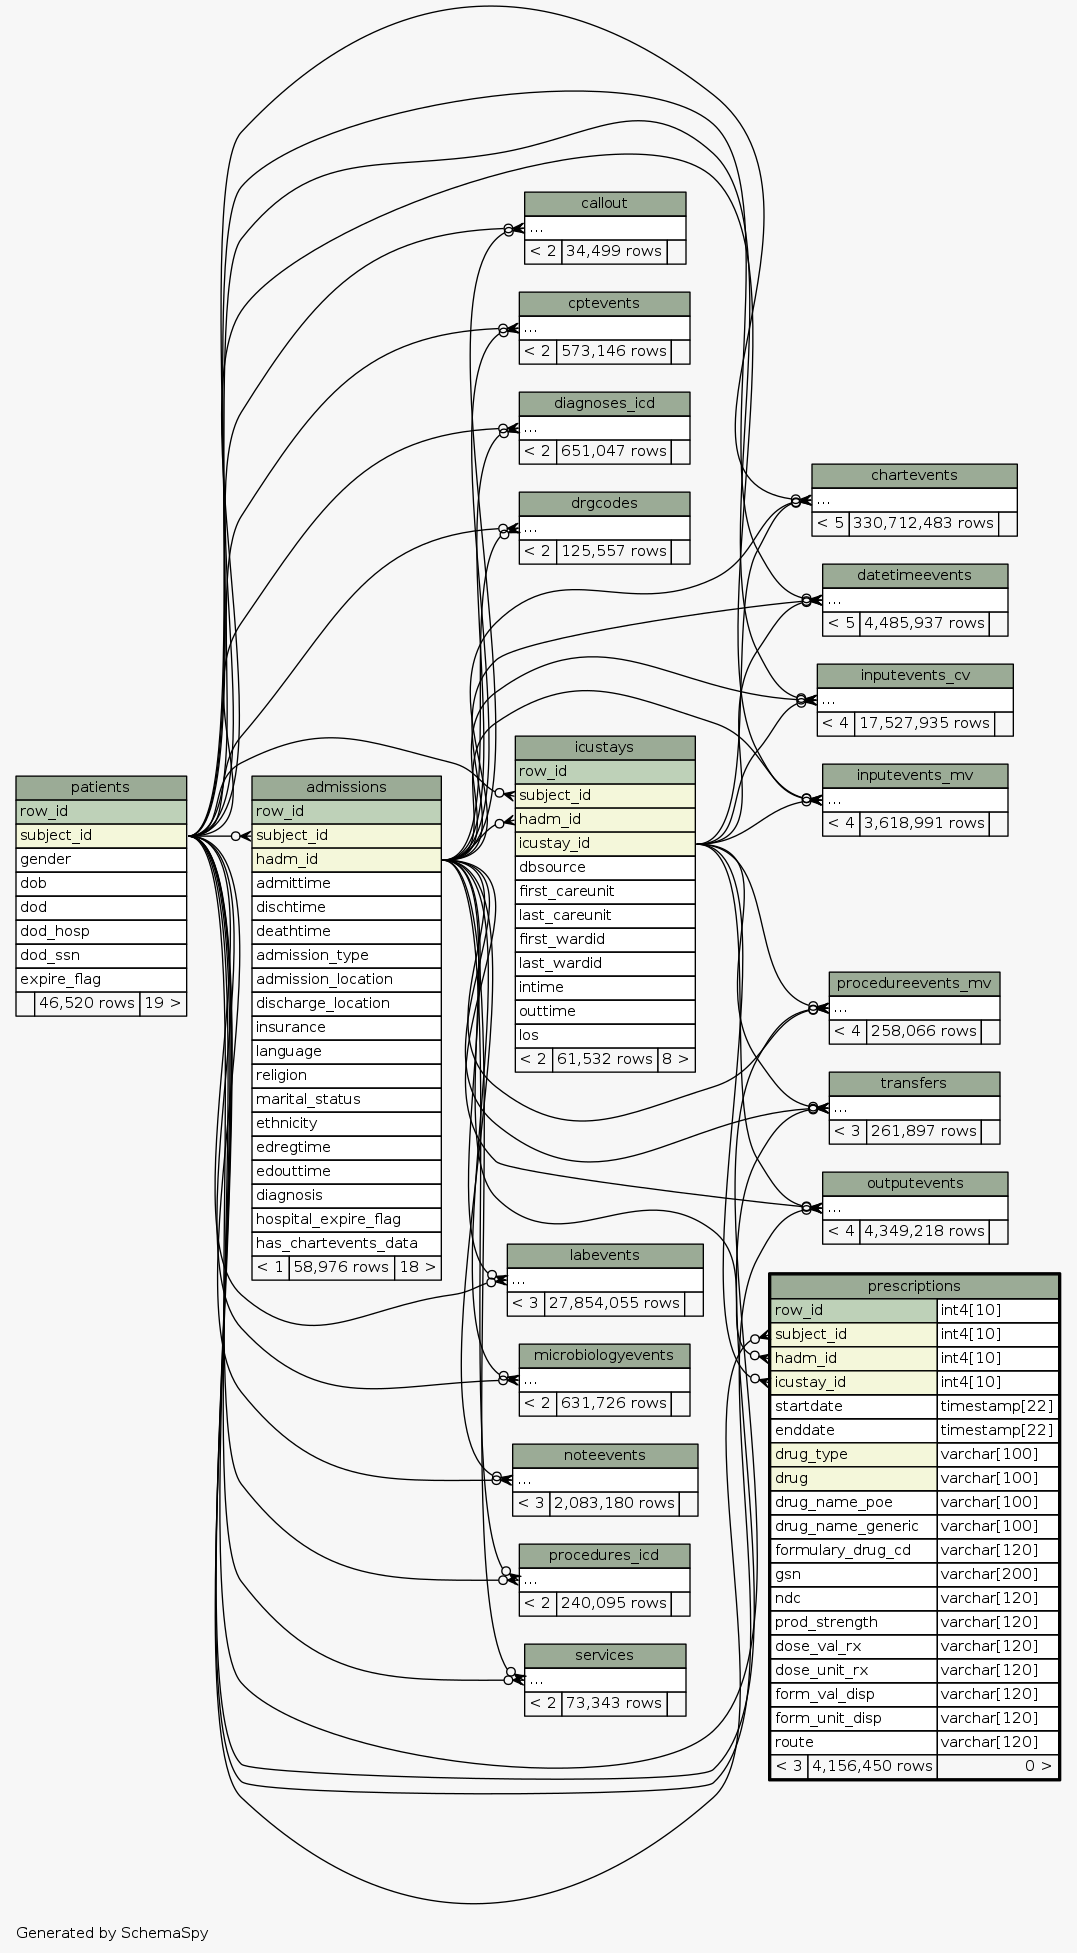 callout
...
< 2 34,499 rows
cptevents
...
< 2 573,146 rows
diagnoses_icd
...
< 2 651,047 rows
drgcodes
...
< 2 125,557 rows
chartevents
...
< 5 330,712,483 rows
datetimeevents
...
< 5 4,485,937 rows
inputevents_cv
...
< 4 17,527,935 rows
inputevents_mv
...
< 4 3,618,991 rows
patients
row_id
subject_id
gender
dob
dod
dod_hosp
dod_ssn
expire_flag
46,520 rows 19 >
admissions
row_id
subject_id
hadm_id
admittime
dischtime
deathtime
admission_type
admission_location
discharge_location
insurance
language
religion
marital_status
ethnicity
edregtime
edouttime
diagnosis
hospital_expire_flag
has_chartevents_data
< 1 58,976 rows 18 >
icustays
row_id
subject_id
hadm_id
icustay_id
dbsource
first_careunit
last_careunit
first_wardid
last_wardid
intime
outtime
los
< 2 61,532 rows 8 >
procedureevents_mv
...
< 4 258,066 rows
transfers
...
< 3 261,897 rows
outputevents
...
< 4 4,349,218 rows
labevents
...
< 3 27,854,055 rows
microbiologyevents
...
< 2 631,726 rows
noteevents
...
< 3 2,083,180 rows
procedures_icd
...
< 2 240,095 rows
services
...
< 2 73,343 rows
prescriptions
row_id int4[10]
subject_id int4[10]
hadm_id int4[10]
icustay_id int4[10]
startdate timestamp[22]
enddate timestamp[22]
drug_type varchar[100]
drug varchar[100]
drug_name_poe varchar[100]
drug_name_generic varchar[100]
formulary_drug_cd varchar[120]
gsn varchar[200]
ndc varchar[120]
prod_strength varchar[120]
dose_val_rx varchar[120]
dose_unit_rx varchar[120]
form_val_disp varchar[120]
form_unit_disp varchar[120]
route varchar[120]
< 3 4,156,450 rows 0 >
Generated by SchemaSpy